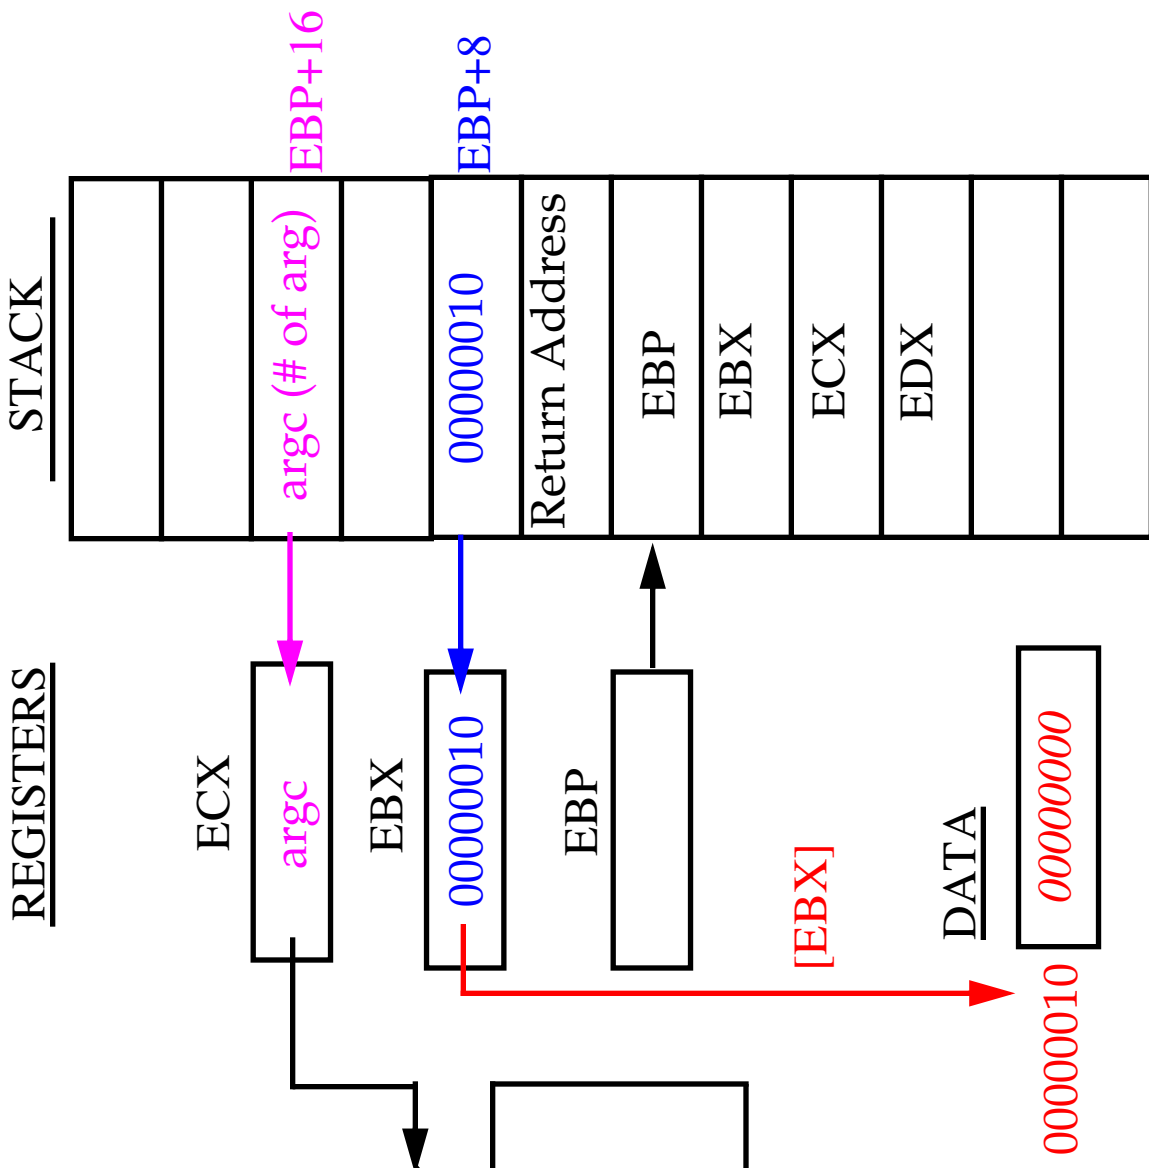 REGISTERS
STACK
ECX
argc
argc (# of arg)
EBP+16
EBX
00000010
00000010
EBP+8
Return Address
EBP
EBP
EBX
ECX
EDX
[EBX]
DATA
00000010
00000000